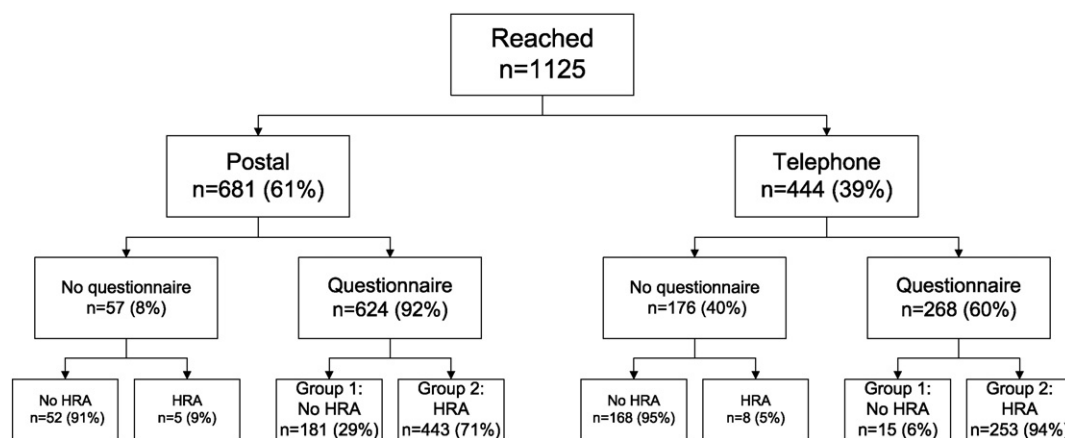 Reached
n=1125
Postal
n=681 (61%)
Telephone
n=444 (39%)
No questionnaire
n=57 (8%)
Questionnaire
n=624 (92%)
No questionnaire
n=176 (40%)
Questionnaire
n=268 (60%)
No HRA
n=52 (91%)
HRA
n=5 (9%)
Group 1:
No HRA
n=181 (29%)
Group 2:
HRA
n=443 (71%)
No HRA
n=168 (95%)
HRA
n=8 (5%)
Group 1:
No HRA
n=15 (6%)
Group 2:
HRA
n=253 (94%)